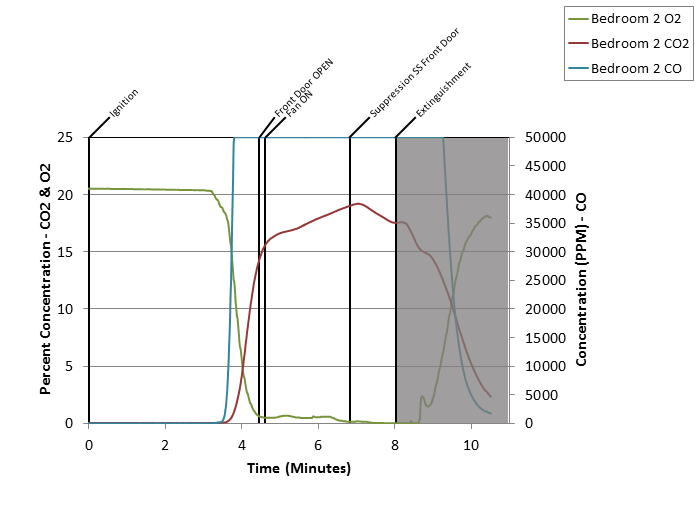 Bedroom 2 O2
Bedroom 2 CO2
Bedroom 2 CO
Ignition
Front Door OPEN
Fan ON
Suppression SS Front Door
Extinguishment
25
20
15
10
5
0
Percent Concentration - CO2 & O2
50000
45000
40000
35000
30000
25000
20000
15000
10000
5000
0
Concentration (PPM) - CO
0 2 4 6 8 10
Time (Minutes)